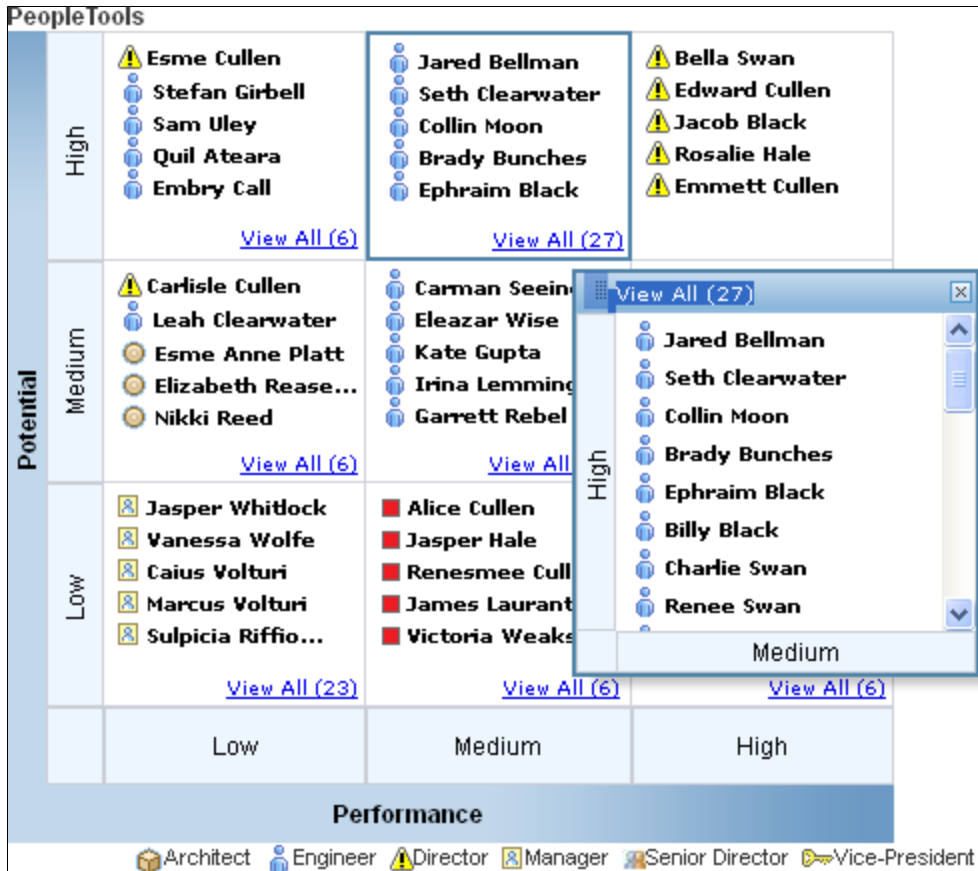 PeopleTools
Potential
High
Esme Cullen
Stefan Girbell
Sam Uley
Quil Ateara
Embry Call
View All (6)
Jared Bellman
Seth Clearwater
Collin Moon
Brady Bunches
Ephraim Black
View All (27)
Bella Swan
Edward Cullen
Jacob Black
Rosalie Hale
Emmett Cullen
Medium
Carlisle Cullen
Leah Clearwater
Esme Anne Platt
Elizabeth Rease...
Nikki Reed
View All (6)
Carman Seein
Eleazar Wise
Kate Gupta
Irina Lemming
Garrett Rebel
View All
View All (27)
High
Jared Bellman
Seth Clearwater
Collin Moon
Brady Bunches
Ephraim Black
Billy Black
Charlie Swan
Renee Swan
Medium
Low
Jasper Whitlock
Vanessa Wolfe
Caius Volturi
Marcus Volturi
Sulpicia Riffio...
View All (23)
Alice Cullen
Jasper Hale
Renesmee Cull
James Laurant
Victoria Weaks
View All (6)
View All (6)
Low
Medium
High
Performance
Architect Engineer Director Manager Senior Director Vice-President